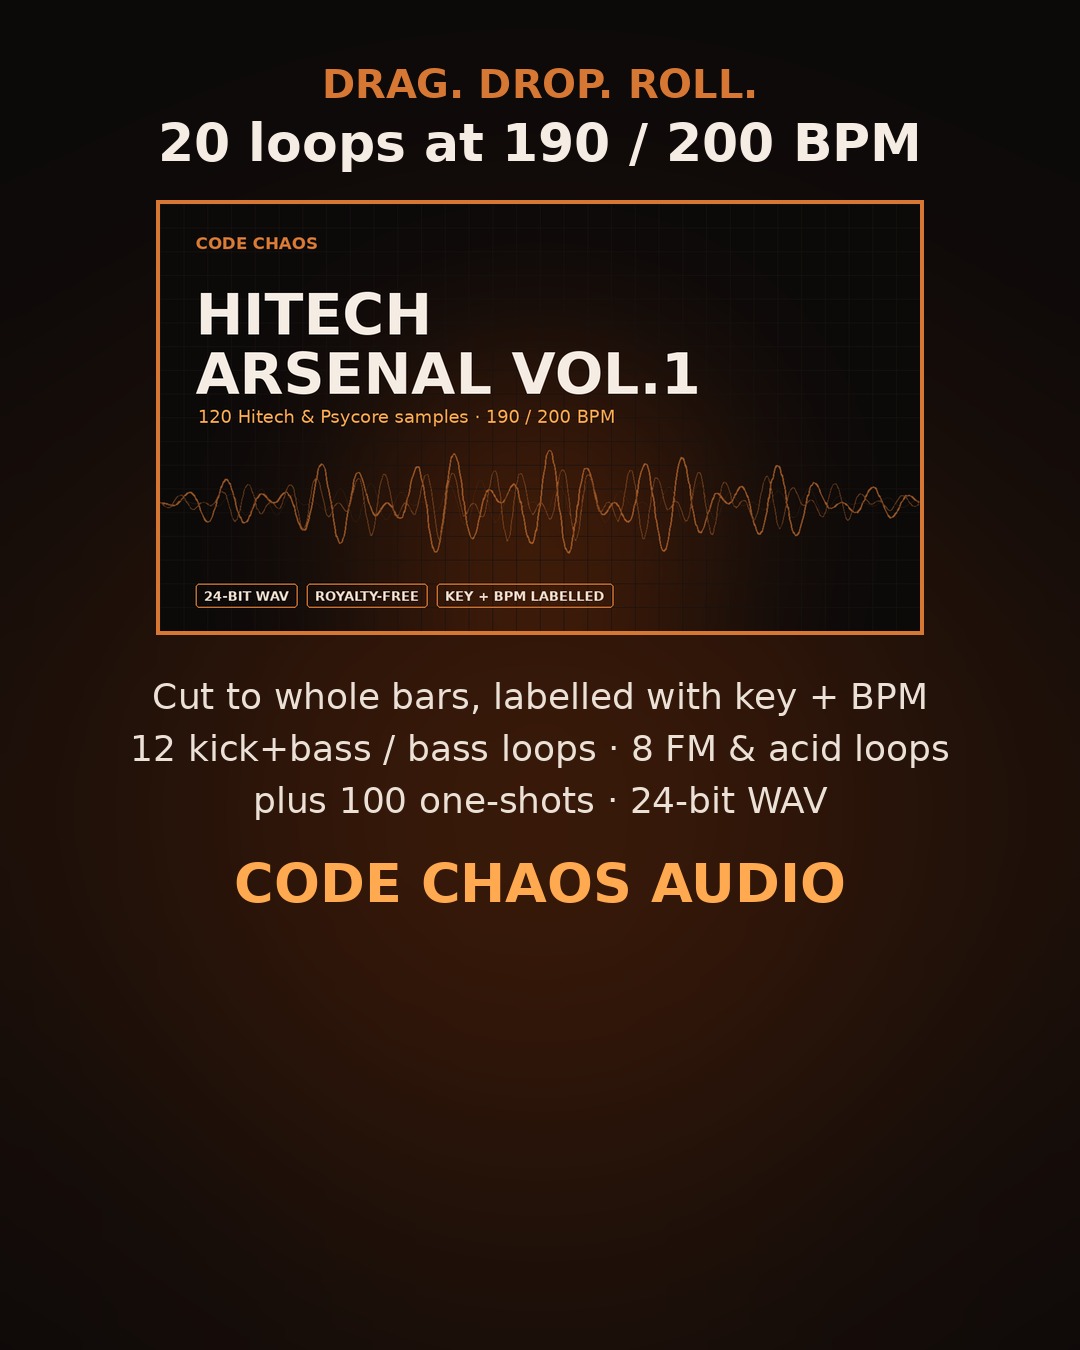 DRAG. DROP. ROLL.
20 loops at 190 / 200 BPM
CODE CHAOS
HITECH
ARSENAL VOL.1
120 Hitech & Psycore samples · 190 / 200 BPM
24-BIT WAV
ROYALTY-FREE
KEY + BPM LABELLED
Cut to whole bars, labelled with key + BPM
12 kick+bass / bass loops · 8 FM & acid loops
plus 100 one-shots · 24-bit WAV
CODE CHAOS AUDIO